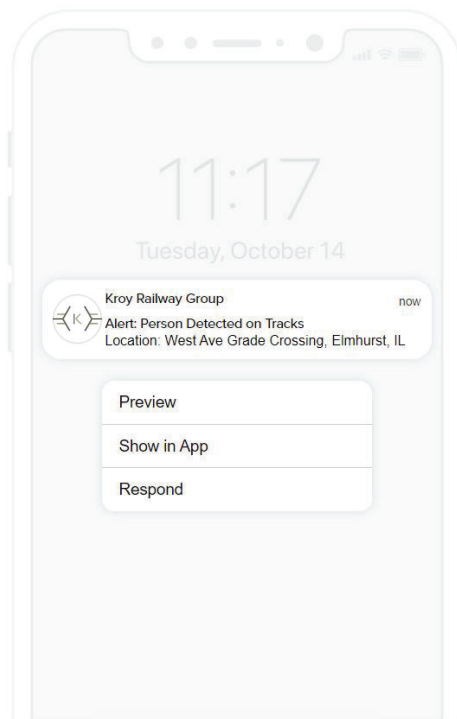 11:17
Tuesday, October 14
Kroy Railway Group
now
K
Alert: Person Detected on Tracks
Location: West Ave Grade Crossing, Elmhurst, IL
Preview
Show in App
Respond